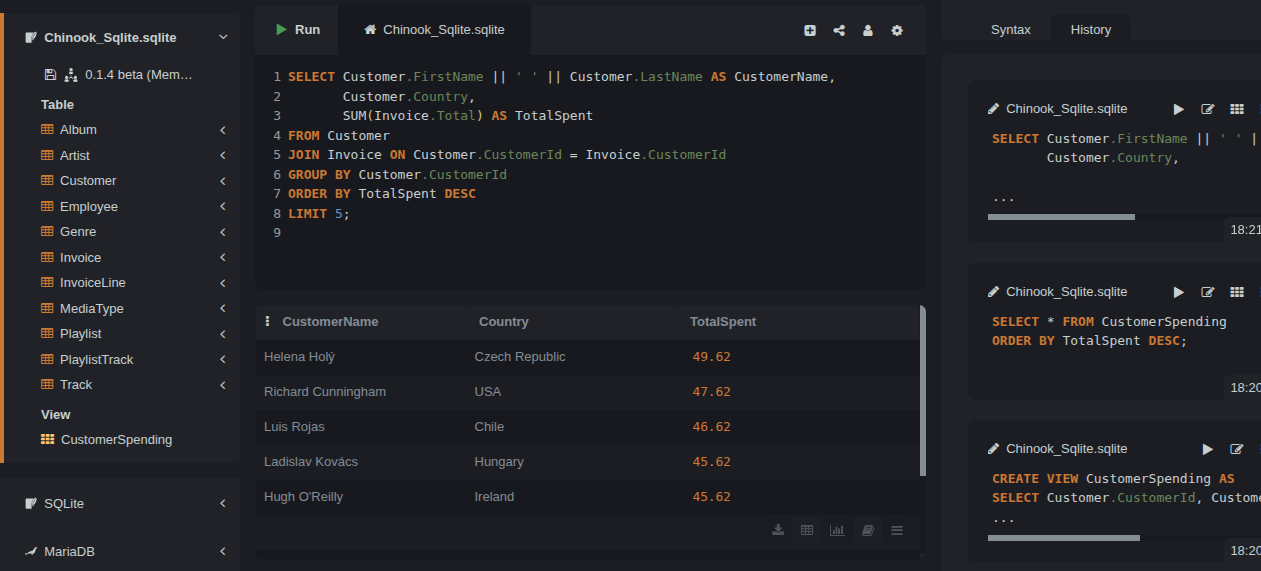 Chinook_Sqlite.sqlite
0.1.4 beta (Mem…
Table
Album
Artist
Customer
Employee
Genre
Invoice
InvoiceLine
MediaType
Playlist
PlaylistTrack
Track
View
CustomerSpending
SQLite
MariaDB
Run
Chinook_Sqlite.sqlite
1 SELECT Customer.FirstName || ' ' || Customer.LastName AS CustomerName,
2 Customer.Country,
3 SUM(Invoice.Total) AS TotalSpent
4 FROM Customer
5 JOIN Invoice ON Customer.CustomerId = Invoice.CustomerId
6 GROUP BY Customer.CustomerId
7 ORDER BY TotalSpent DESC
8 LIMIT 5;
9
CustomerName Country TotalSpent
Helena Holý Czech Republic 49.62
Richard Cunningham USA 47.62
Luis Rojas Chile 46.62
Ladislav Kovács Hungary 45.62
Hugh O'Reilly Ireland 45.62
Syntax History
Chinook_Sqlite.sqlite
SELECT Customer.FirstName || ' ' |
Customer.Country,
...
18:21
Chinook_Sqlite.sqlite
SELECT * FROM CustomerSpending
ORDER BY TotalSpent DESC;
18:20
Chinook_Sqlite.sqlite
CREATE VIEW CustomerSpending AS
SELECT Customer.CustomerId, Custome
...
18:20